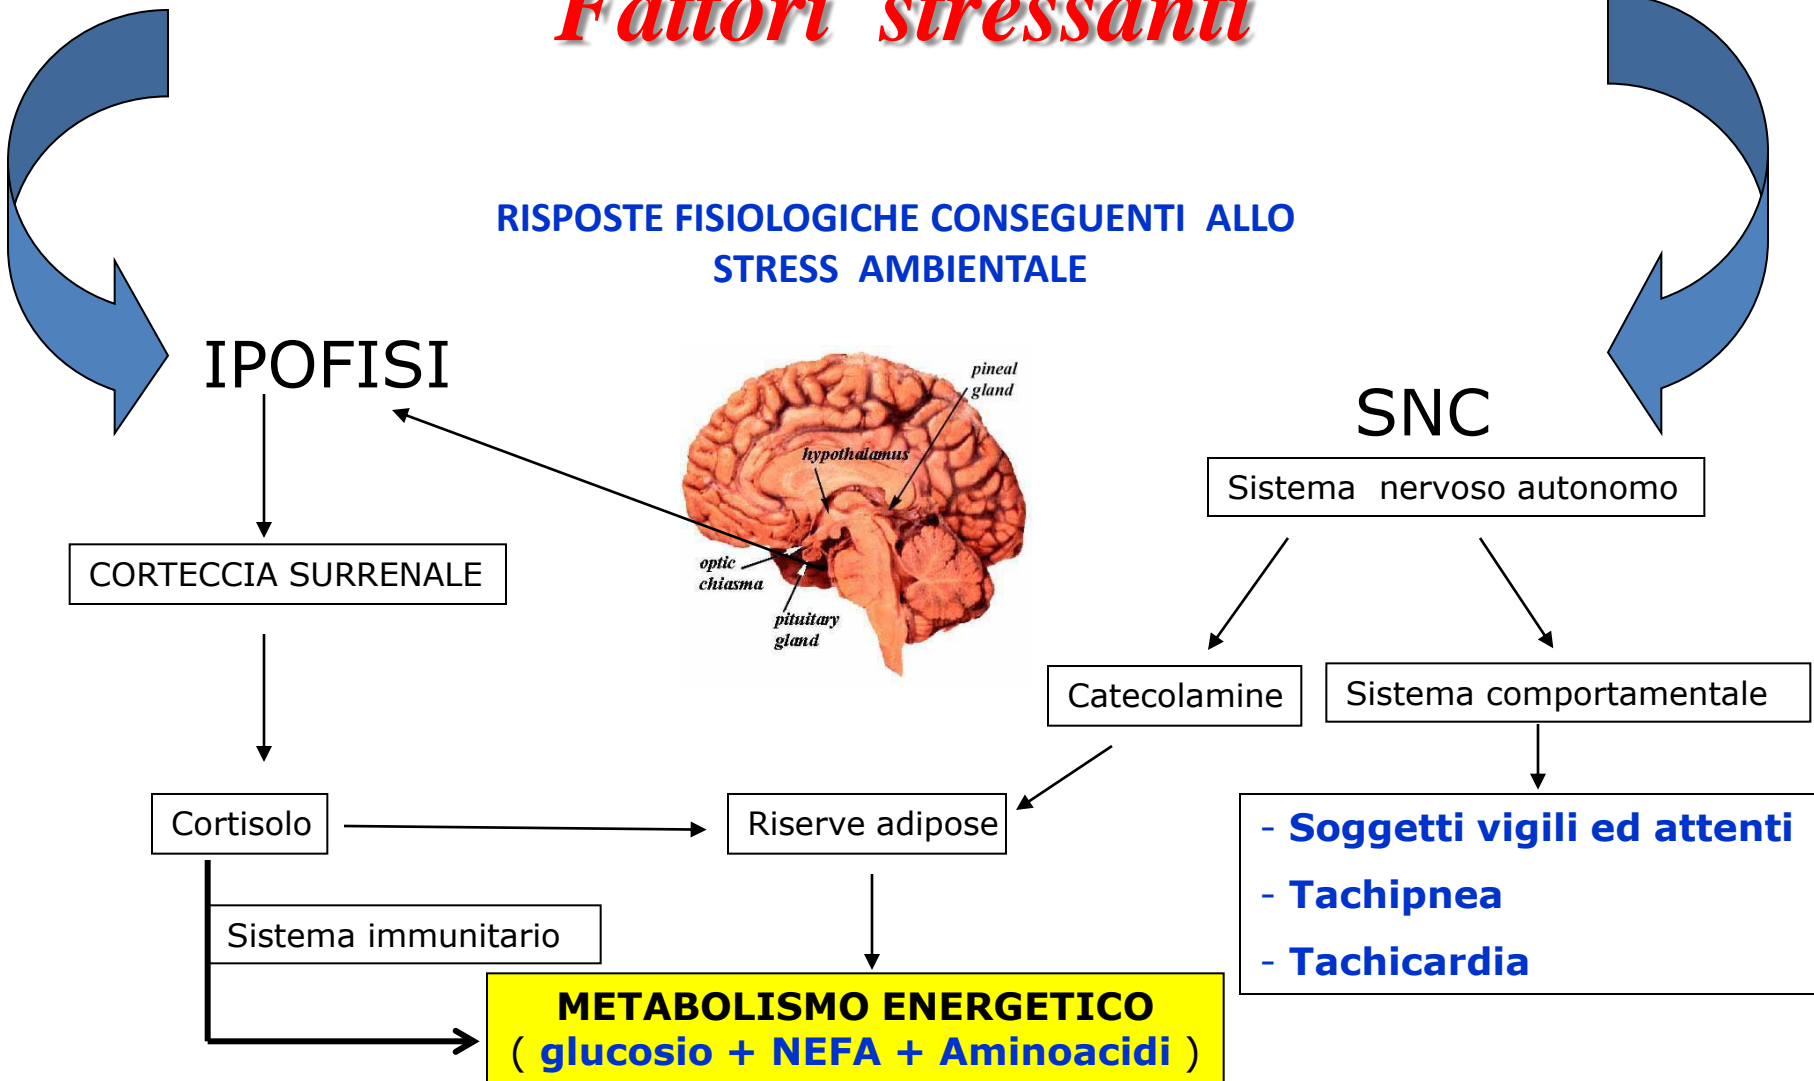 Fattori stressanti
RISPOSTE FISIOLOGICHE CONSEGUENTI ALLO
STRESS AMBIENTALE
IPOFISI
SNC
Sistema nervoso autonomo
pineal
gland
hypothalamus
optic
chiasma
pituitary
gland
CORTECCIA SURRENALE
Catecolamine
Sistema comportamentale
Cortisolo
Riserve adipose
- Soggetti vigili ed attenti
- Tachipnea
- Tachicardia
Sistema immunitario
METABOLISMO ENERGETICO
( glucosio + NEFA + Aminoacidi )